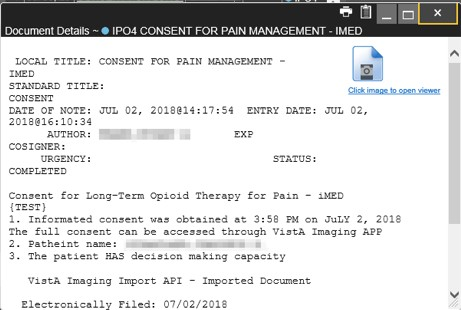 Document Details ~ IPO4 CONSENT FOR PAIN MANAGEMENT - IMED
LOCAL TITLE: CONSENT FOR PAIN MANAGEMENT -
IMED
STANDARD TITLE:
CONSENT
DATE OF NOTE: JUL 02, 2018@14:17:54 ENTRY DATE: JUL 02,
2018@16:10:34
AUTHOR: EXP
COSIGNER:
URGENCY: STATUS:
COMPLETED
Consent for Long-Term Opioid Therapy for Pain - iMED
{TEST}
1. Informated consent was obtained at 3:58 PM on JuLY 2, 2018
The full consent can be accessed through VistA Imaging APP
2. Patheint name:
3. The patient HAS decision making capacity
VistA Imaging Import API - Imported Document
Electronically Filed: 07/02/2018
Click image to open viewer